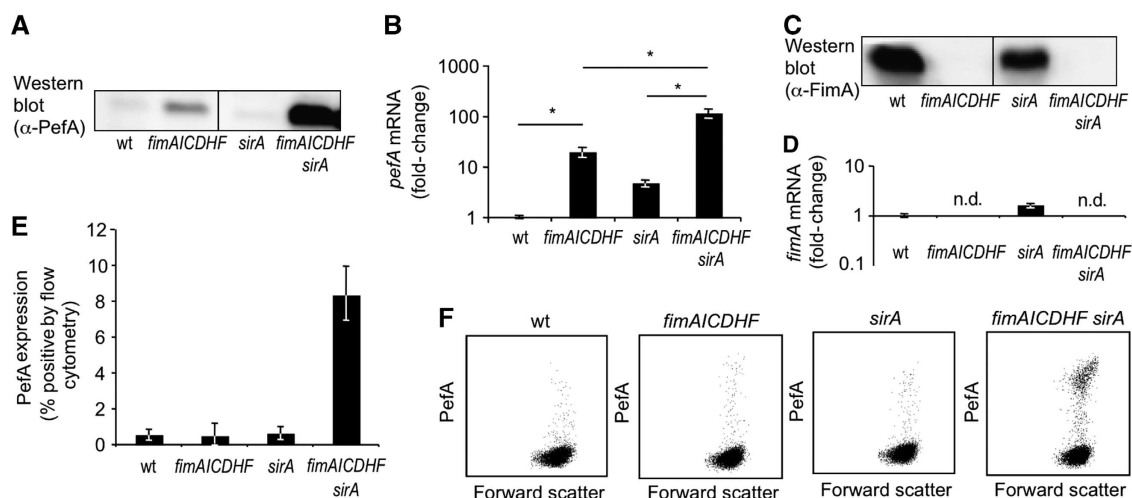 A
Western
blot
(α-PefA)
wt fimAICDHF sirA fimAICDHF
sirA
B
pefA mRNA
(fold- change)
1000
100
10
1
*
*
*
wt fimAICDHF sirA fimAICDHF
sirA
C
Western
blot
(α-FimA)
wt fimAICDHF sirA fimAICDHF
sirA
D
fimA mRNA
(fold-change)
10
1
0.1
n.d.
n.d.
wt fimAICDHF sirA fimAICDHF
sirA
E
PefA expression
(% positive by flow
cytometry)
12
10
8
6
4
2
0
wt fimAICDHF sirA fimAICDHF
sirA
F
wt fimAICDHF sirA fimAICDHF sirA
PefA PefA PefA PefA
Forward scatter Forward scatter Forward scatter Forward scatter